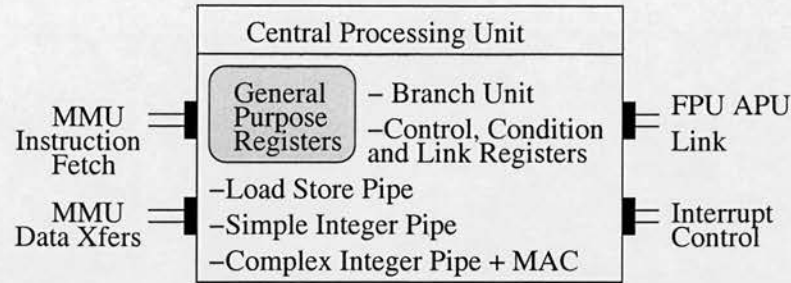 Central Processing Unit
General
Purpose
Registers
– Branch Unit
–Control, Condition
and Link Registers
–Load Store Pipe
–Simple Integer Pipe
–Complex Integer Pipe + MAC
MMU
Instruction
Fetch
MMU
Data Xfers
FPU APU
Link
Interrupt
Control